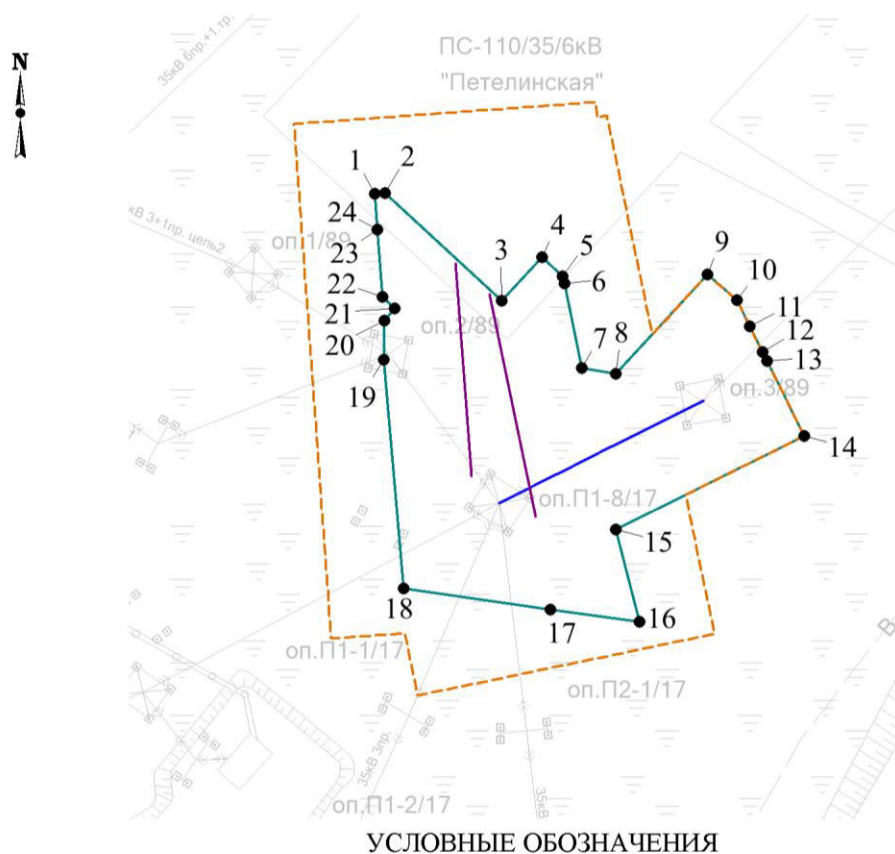 N
35кВ 6пр.+1.тр.
ПС-110/35/6кВ
"Петелинская"
1
2
24
23
кВ 3+1пр. цепь2
оп.1/89
3
4
5
6
9
10
22
21
20
оп.2/89
11
12
13
7
8
19
оп.3/89
14
оп.П1-8/17
15
18
17
16
оп.П1-1/17
оп.П2-1/17
В
35кВ 3пр.
35кВ
оп.П1-2/17
УСЛОВНЫЕ ОБОЗНАЧЕНИЯ